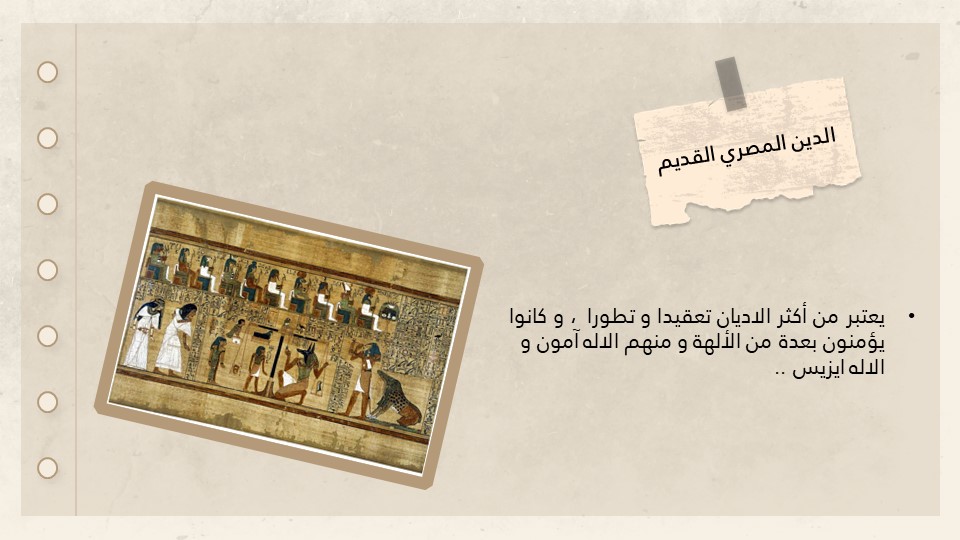 الدين المصري القديم
يعتبر من أكثر الاديان تعقيدا و تطورا ، و كانوا
يؤمنون بعدة من الألهة و منهم الاله آمون و
الاله ايزيس ..